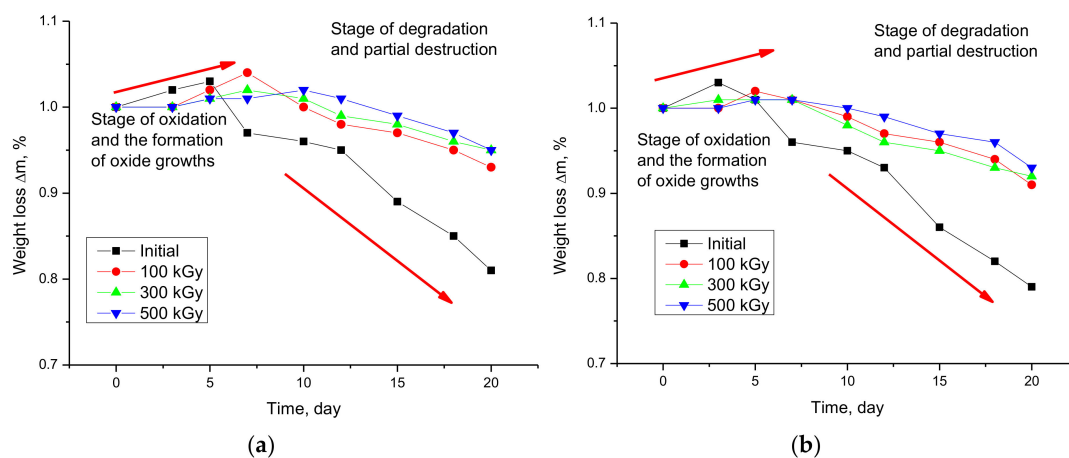 1.1
1.0
0.9
0.8
0.7
Weight loss Δm, %
Stage of degradation
and partial destruction
Stage of oxidation
and the formation
of oxide growths
Initial
100 kGy
300 kGy
500 kGy
0
5
10
15
20
Time, day
(a)
1.1
1.0
0.9
0.8
0.7
Weight loss Δm, %
Stage of degradation
and partial destruction
Stage of oxidation
and the formation
of oxide growths
Initial
100 kGy
300 kGy
500 kGy
0
5
10
15
20
Time, day
(b)